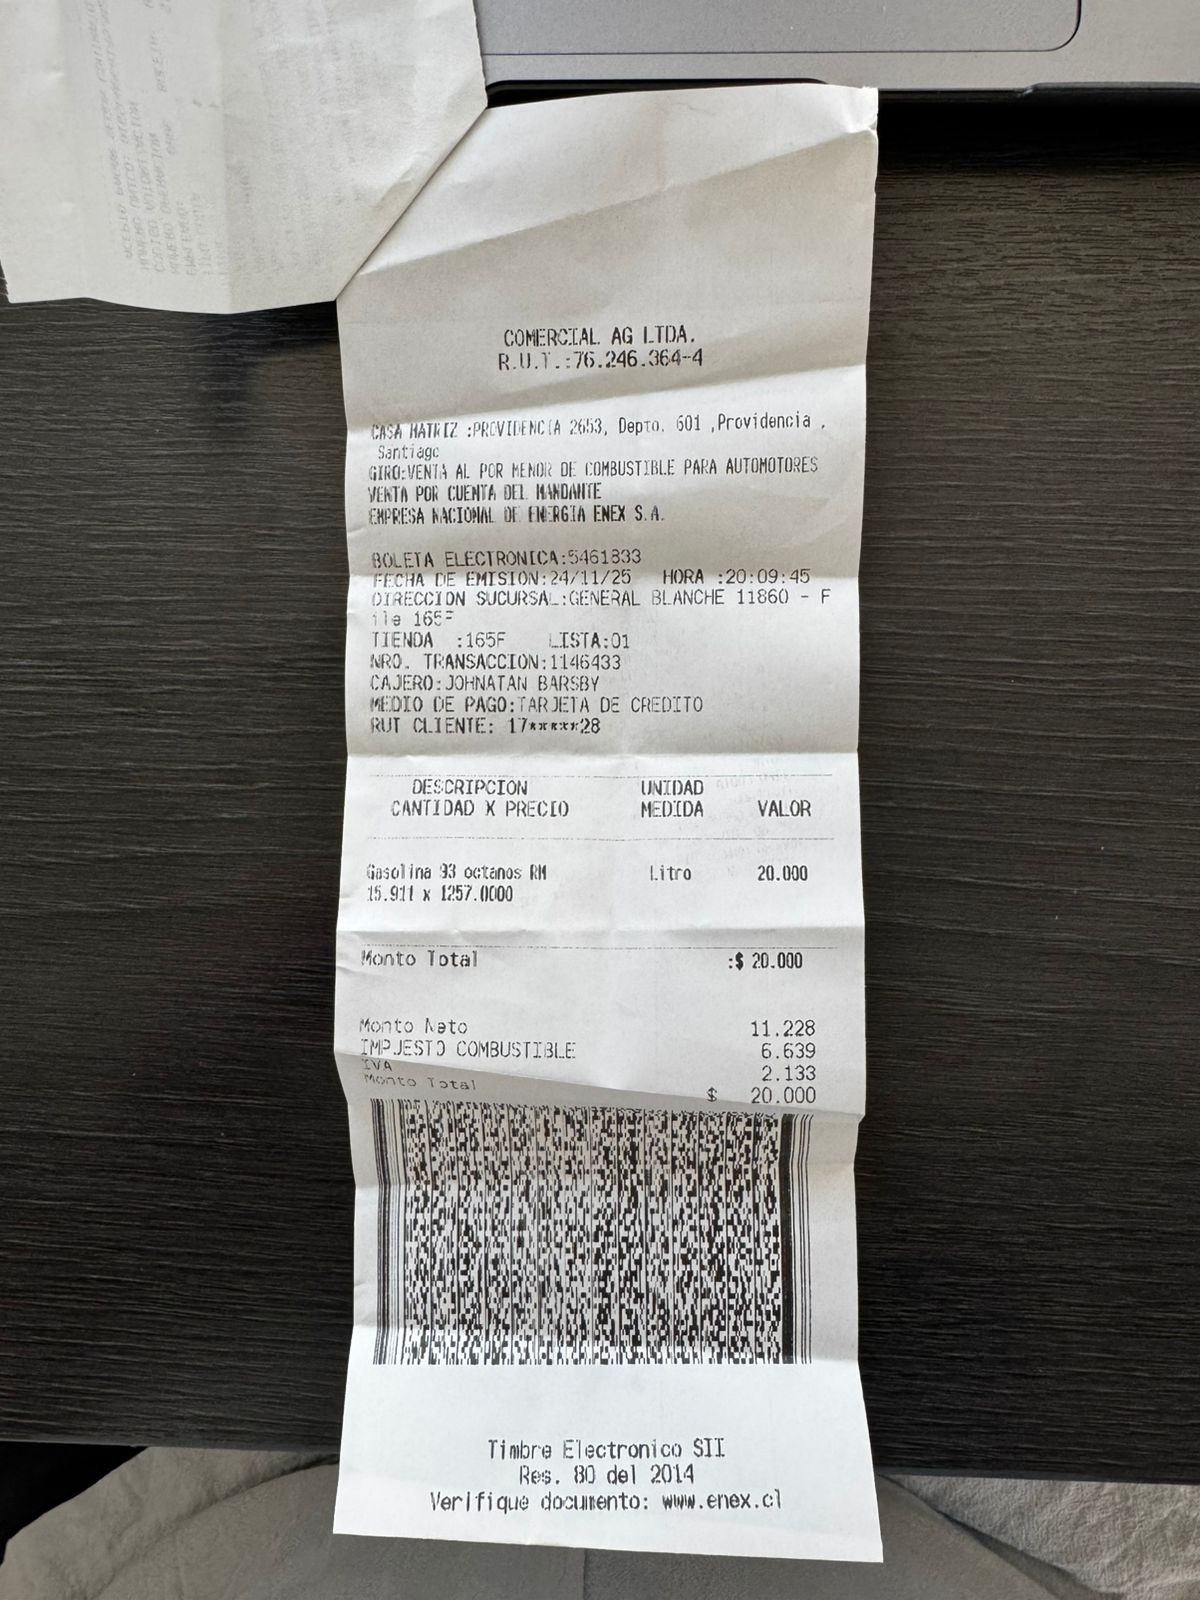 COMERCIAL AG LTDA.
R.U.T.:76.246.364-4
CASA MATRIZ :PROVIDENCIA 2653, Depto. 601 ,Providencia ,
Santiago
GIRO:VENTA AL POR MENOR DE COMBUSTIBLE PARA AUTOMOTORES
VENTA POR CUENTA DEL MANDANTE
EMPRESA NACIONAL DE ENERGIA ENEX S.A.
BOLETA ELECTRONICA:5461833
FECHA DE EMISION:24/11/25 HORA :20:09:45
DIRECCION SUCURSAL:GENERAL BLANCHE 11860 - F
ile 165F
TIENDA :165F LISTA:01
NRO. TRANSACCION:1146433
CAJERO:JOHNATAN BARSBY
MEDIO DE PAGO:TARJETA DE CREDITO
RUT CLIENTE: 17*****28
DESCRIPCION UNIDAD
CANTIDAD X PRECIO MEDIDA VALOR
Gasolina 93 octanos RM Litro 20.000
15.911 x 1257.0000
Monto Total :$ 20.000
Monto Neto 11.228
IMPUESTO COMBUSTIBLE 6.639
IVA 2.133
Monto Total $ 20.000
Timbre Electronico SII
Res. 80 del 2014
Verifique documento: www.enex.cl